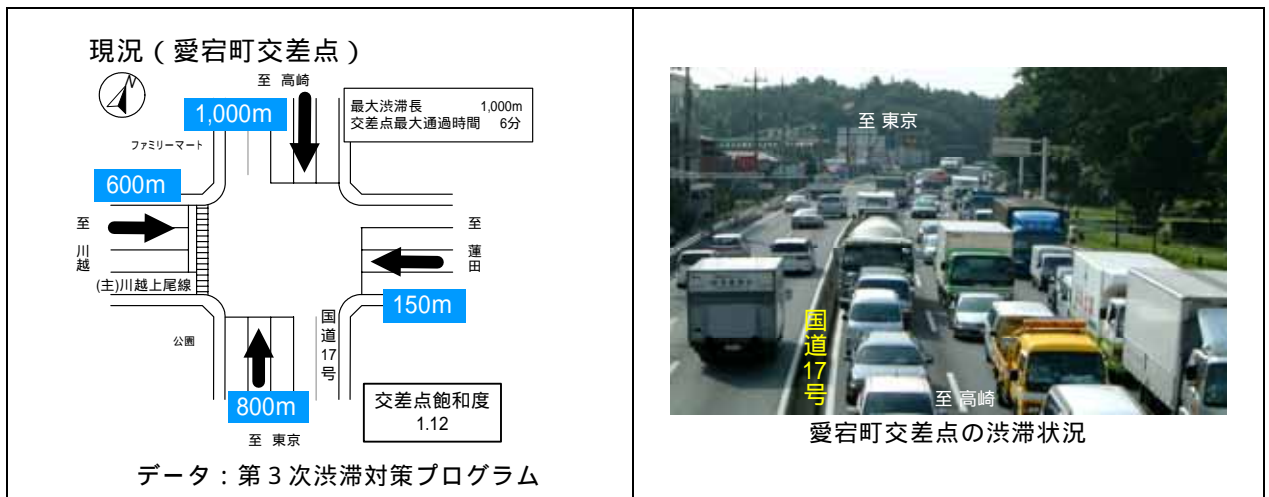 現況（愛宕町交差点）
N
至 高崎
1,000m
最大渋滞長 1,000m
交差点最大通過時間 6分
ファミリーマート
600m
至 川越
至 蓮田
(主)川越上尾線
150m
国道17号
公園
800m
至 東京
交差点飽和度
1.12
データ：第３次渋滞対策プログラム
至 東京
国道17号
至 高崎
愛宕町交差点の渋滞状況